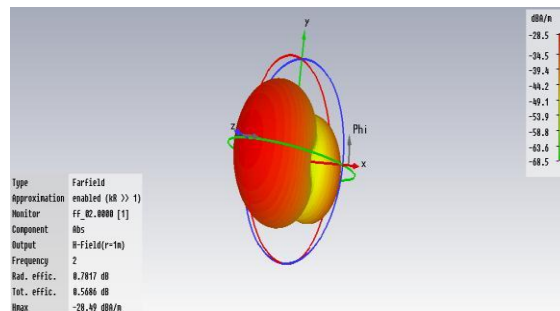 dBA/m
-28.5
-34.5
-39.4
-44.2
-49.1
-53.9
-58.8
-63.6
-68.5
y
z
Phi
x
Type Farfield
Approximation enabled (kR >> 1)
Monitor FF_02.0000 [1]
Component Abs
Output H-Field(r=1m)
Frequency 2
Rad. effic. 0.7017 dB
Tot. effic. 0.5686 dB
Hmax -28.49 dBA/m